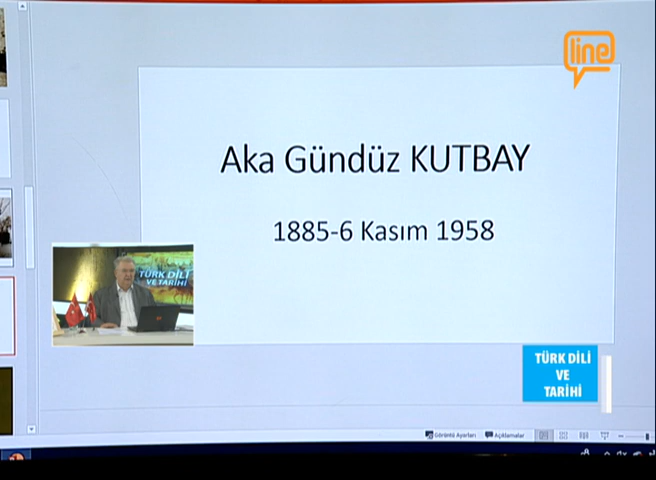 line
Aka Gündüz KUTBAY
1885-6 Kasım 1958
TÜRK DİLİ
VE TARİHİ
TÜRK DİLİ
VE
TARİHİ
Görünüm Ayarları
Açıklamalar